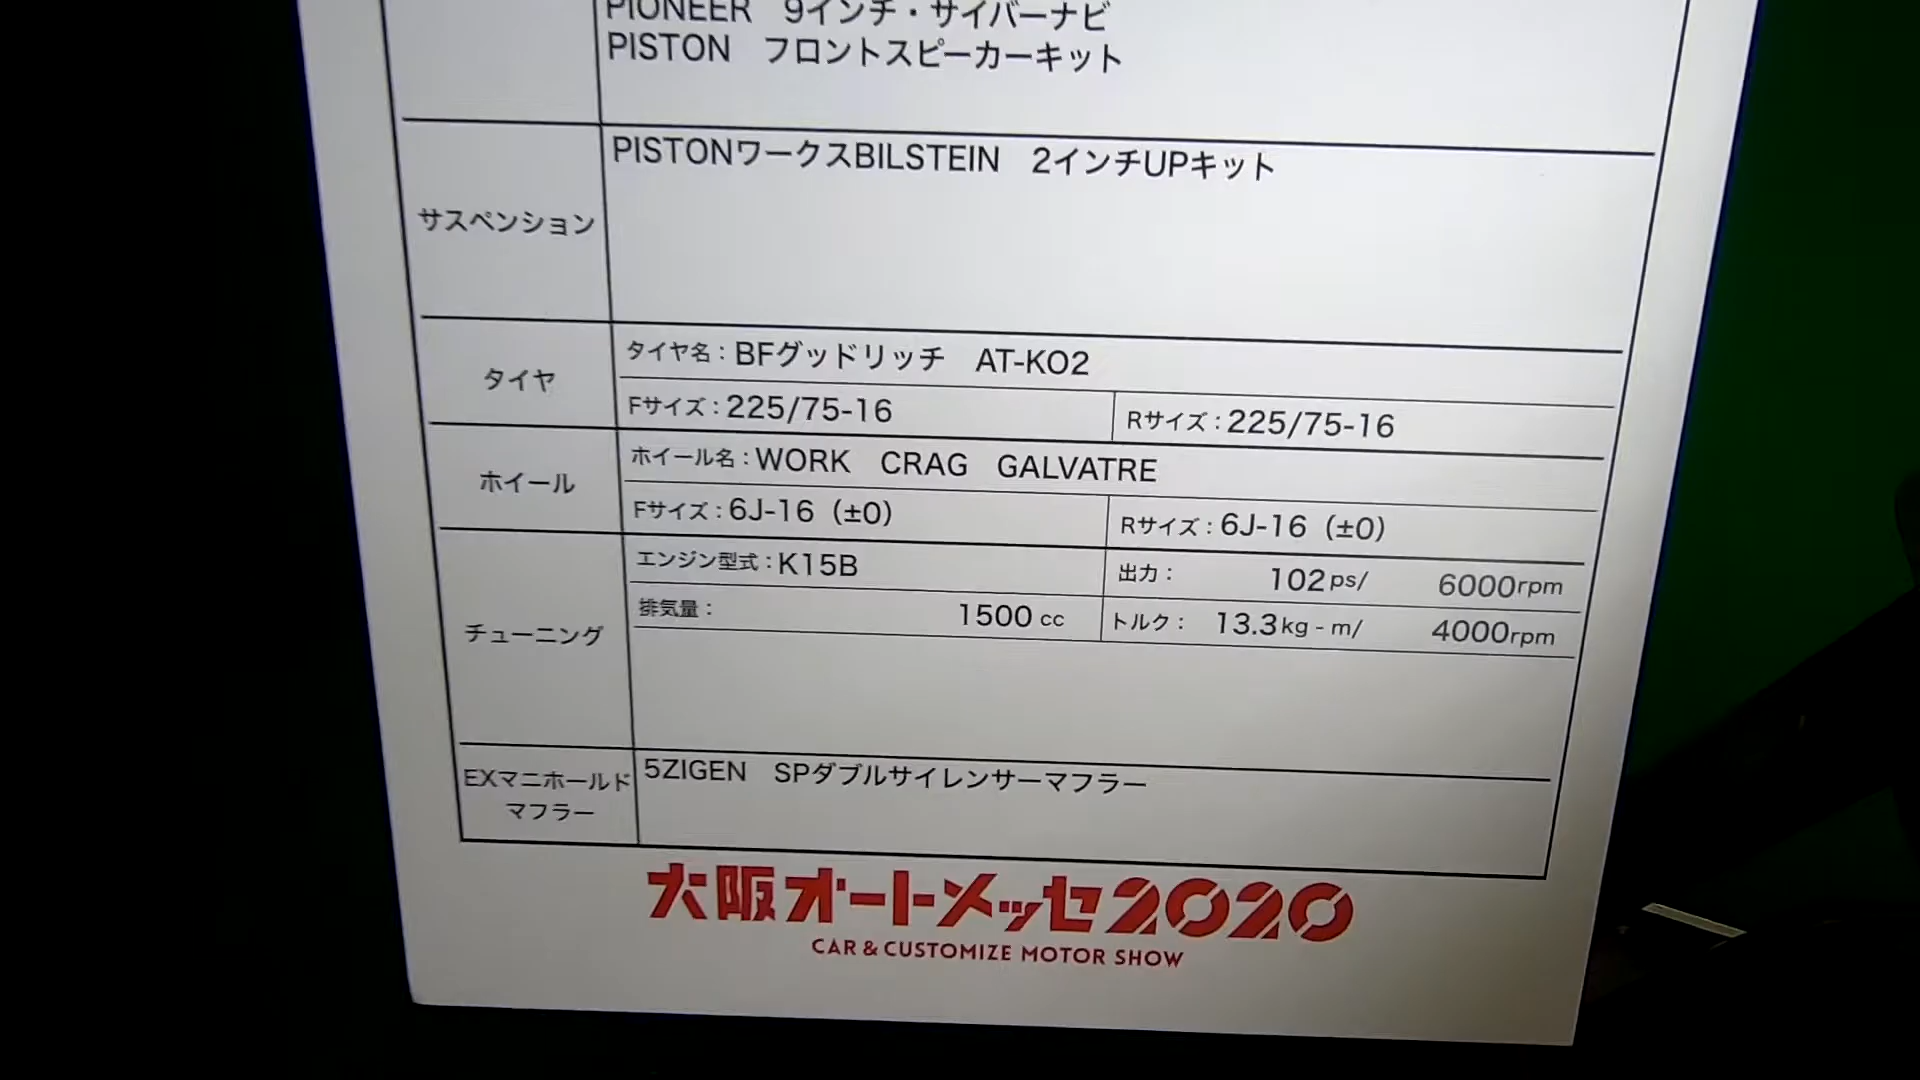 PIONEER　9インチ・サイバーナビ
PISTON　フロントスピーカーキット
サスペンション
PISTONワークスBILSTEIN　2インチUPキット
タイヤ
タイヤ名：BFグッドリッチ　AT-KO2
Fサイズ：225/75-16　Rサイズ：225/75-16
ホイール
ホイール名：WORK　CRAG　GALVATRE
Fサイズ：6J-16（±0）　Rサイズ：6J-16（±0）
チューニング
エンジン型式：K15B　出力：　102ps/　6000rpm
排気量：　1500cc　トルク：　13.3kg-m/　4000rpm
EXマニホールド
マフラー
5ZIGEN　SPダブルサイレンサーマフラー
大阪オートメッセ2020
CAR & CUSTOMIZE MOTOR SHOW